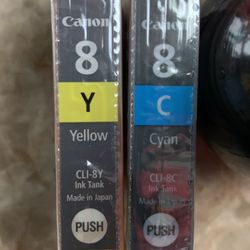 Canon
8
Y
Yellow
CLI-8Y
Ink Tank
Made in Japan
PUSH
8
C
Cyan
CLI-8C
Ink Tank
Made in Japan
PUSH